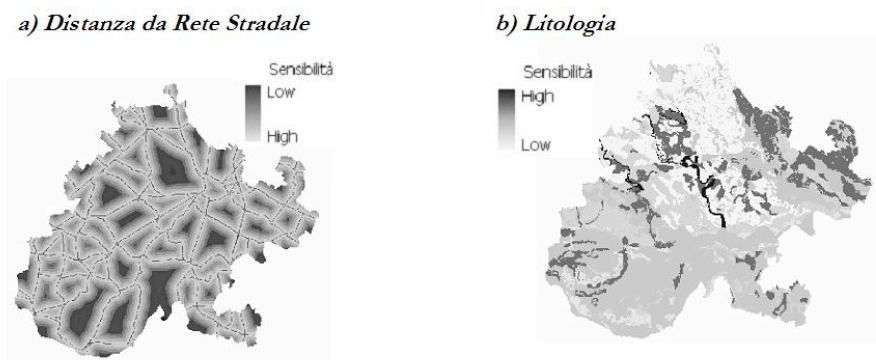 a) Distanza da Rete Stradale
Sensibilità
Low
High
b) Litologia
Sensibilità
High
Low